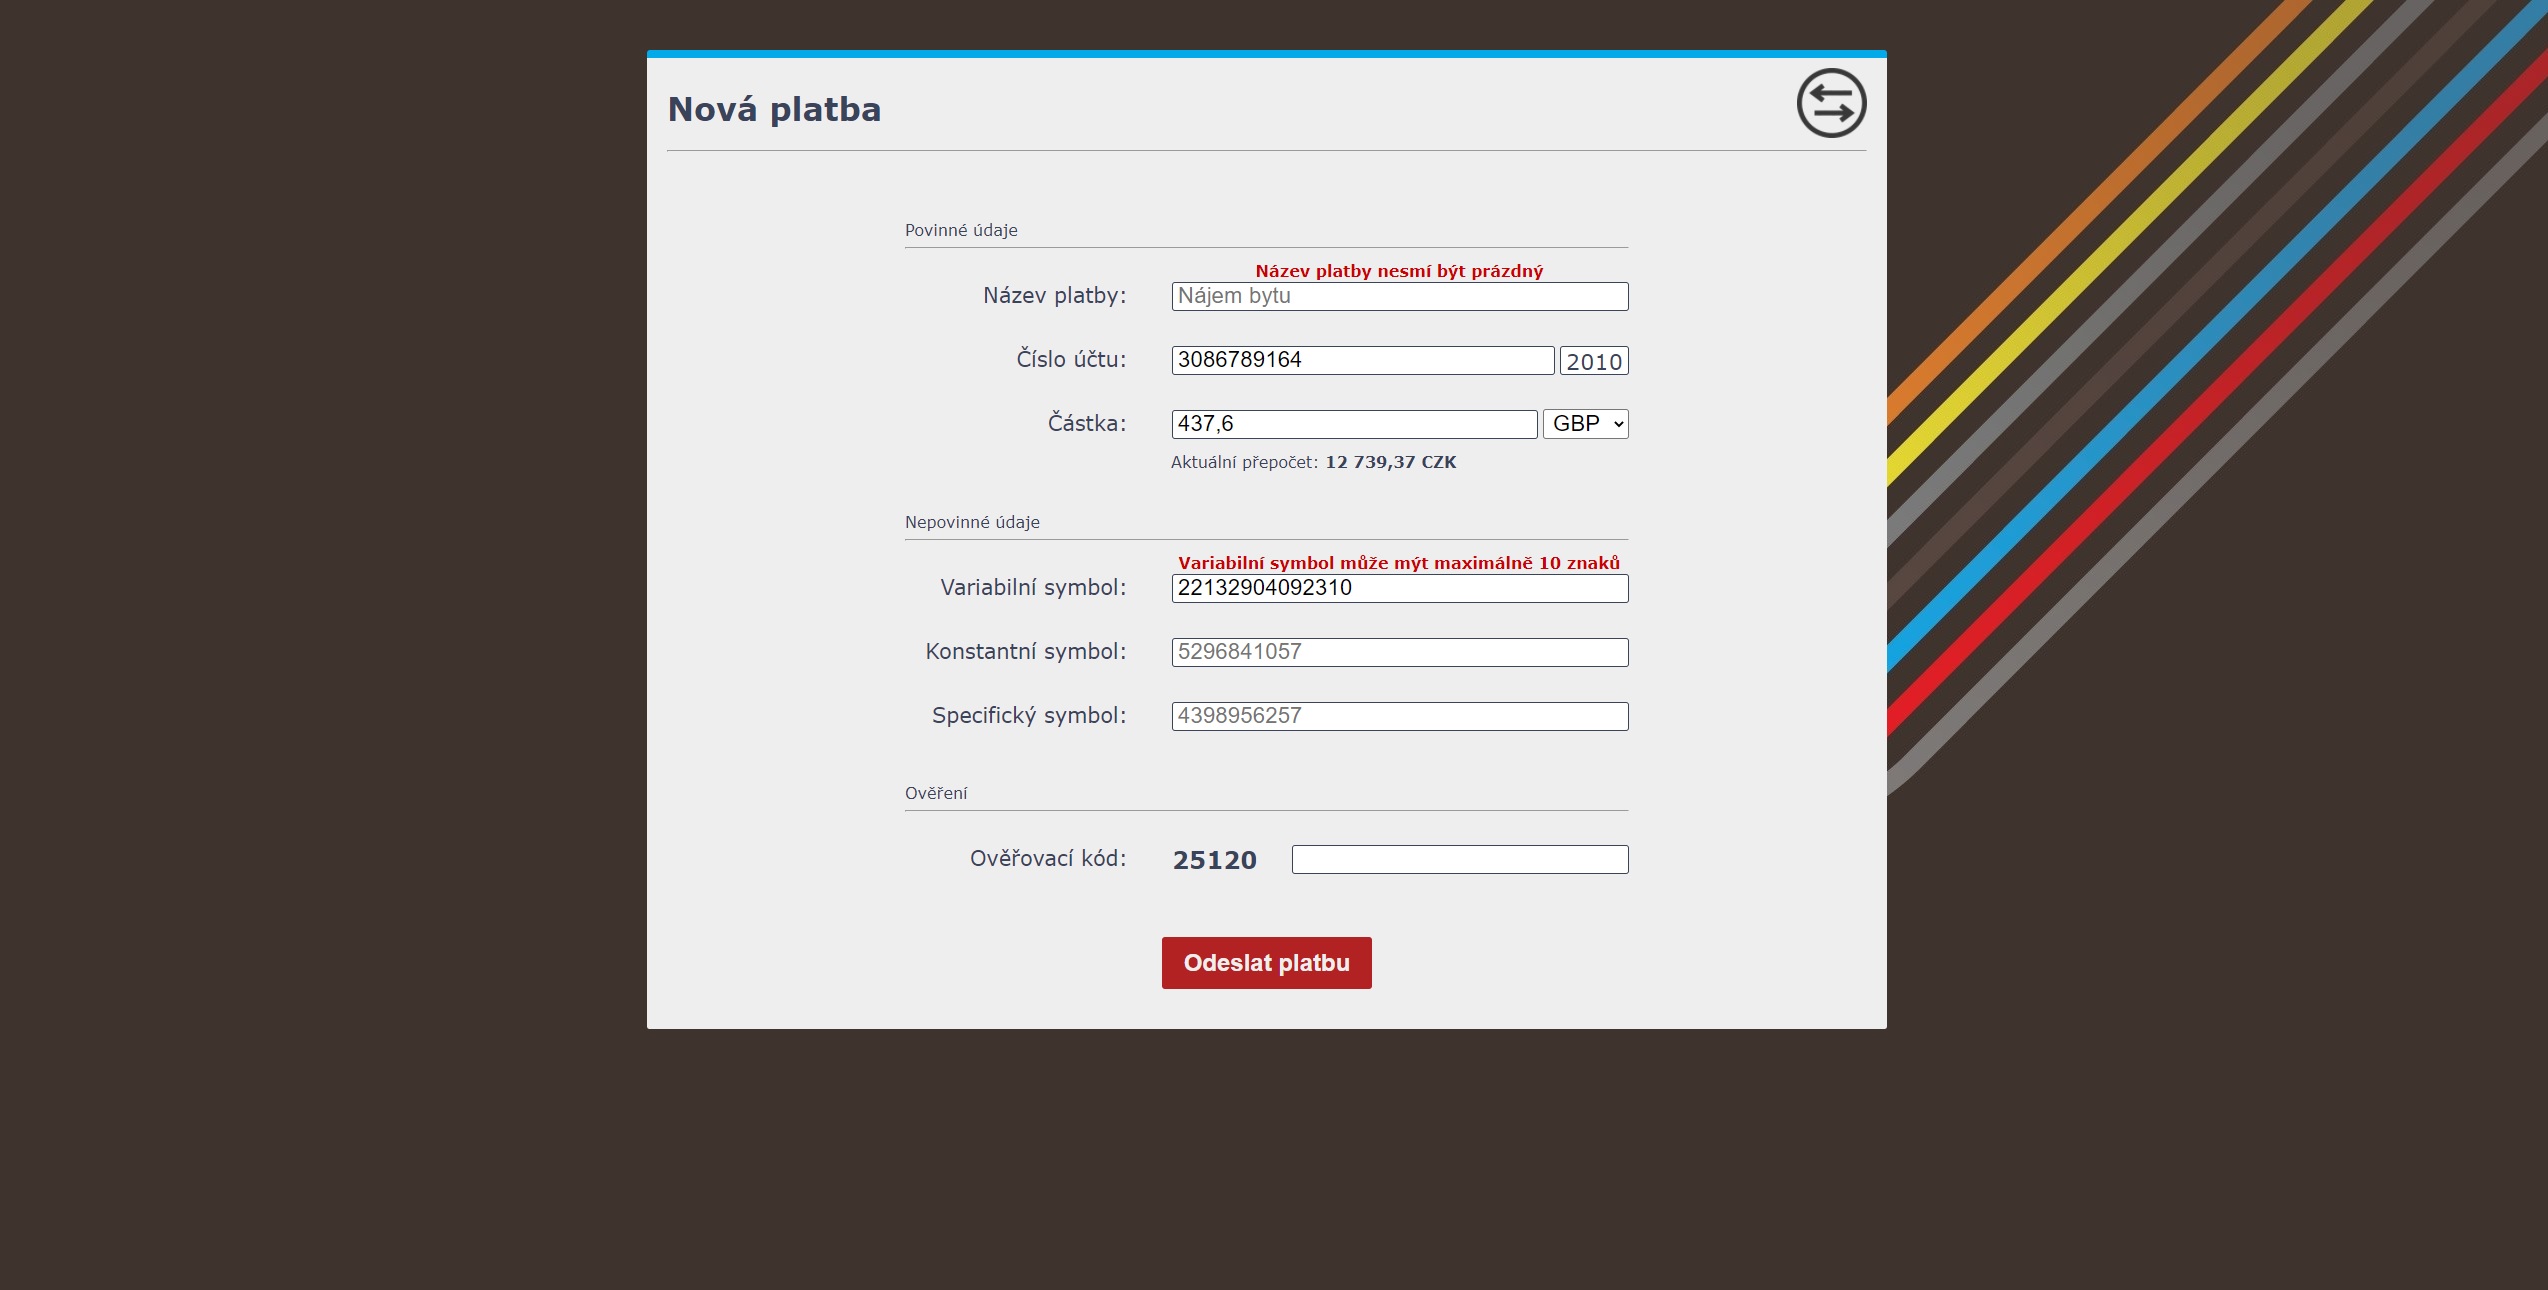 Nová platba
Povinné údaje
Název platby nesmí být prázdný
Název platby: Nájem bytu
Číslo účtu: 3086789164 2010
Částka: 437,6 GBP
Aktuální přepočet: 12 739,37 CZK
Nepovinné údaje
Variabilní symbol může mýt maximálně 10 znaků
Variabilní symbol: 22132904092310
Konstantní symbol: 5296841057
Specifický symbol: 4398956257
Ověření
Ověřovací kód: 25120
Odeslat platbu